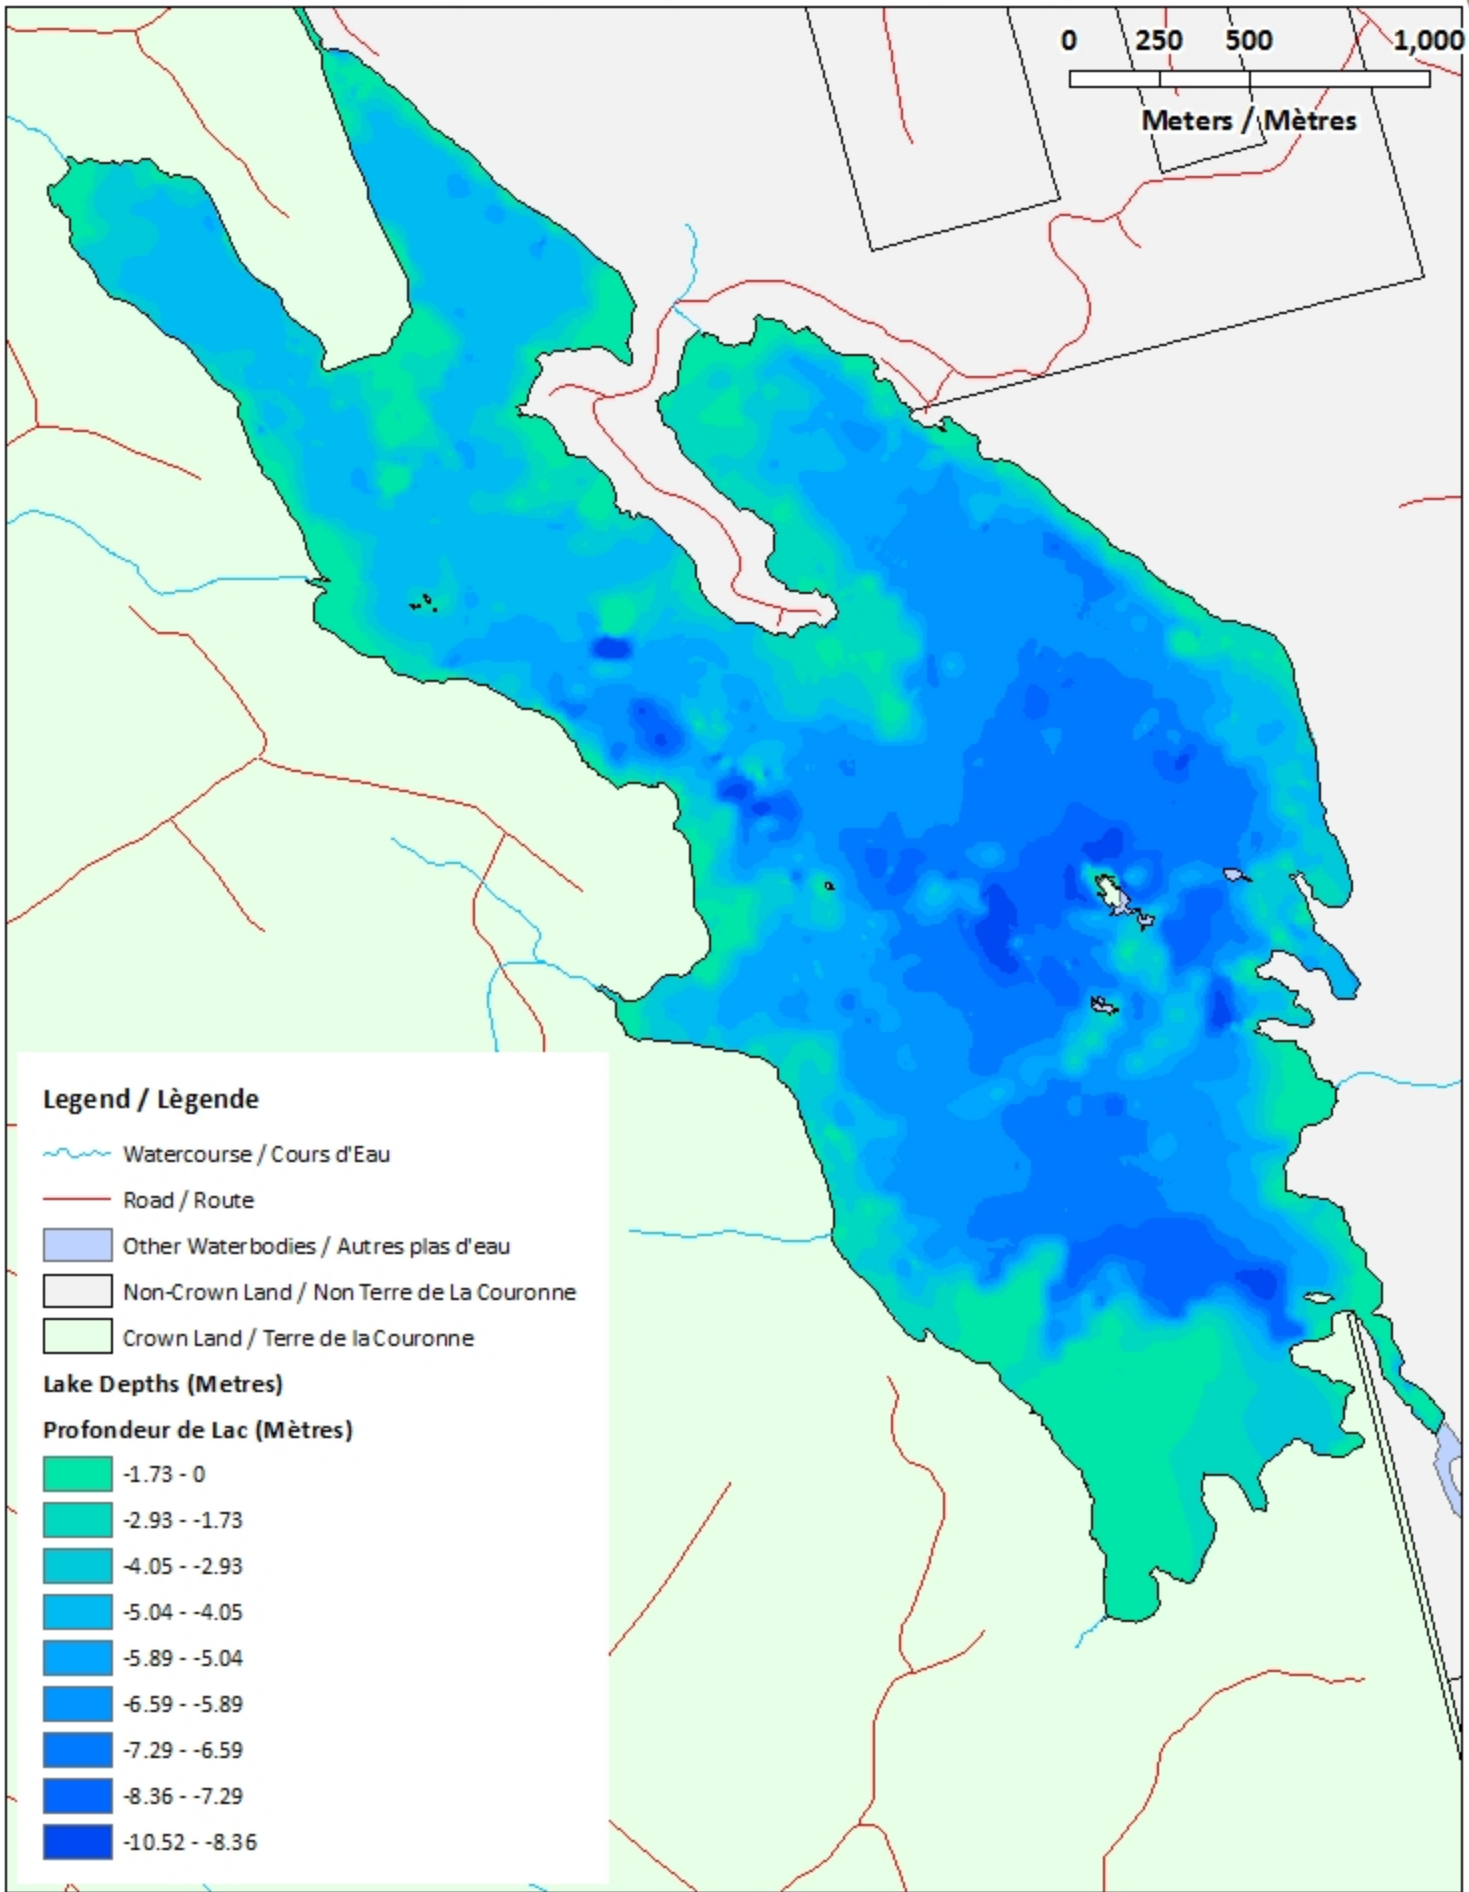 0 250 500 1,000
Meters / Mètres
Legend / Lègende
Watercourse / Cours d'Eau
Road / Route
Other Waterbodies / Autres plas d'eau
Non-Crown Land / Non Terre de La Couronne
Crown Land / Terre de la Couronne
Lake Depths (Metres)
Profondeur de Lac (Mètres)
-1.73 - 0
-2.93 - -1.73
-4.05 - -2.93
-5.04 - -4.05
-5.89 - -5.04
-6.59 - -5.89
-7.29 - -6.59
-8.36 - -7.29
-10.52 - -8.36